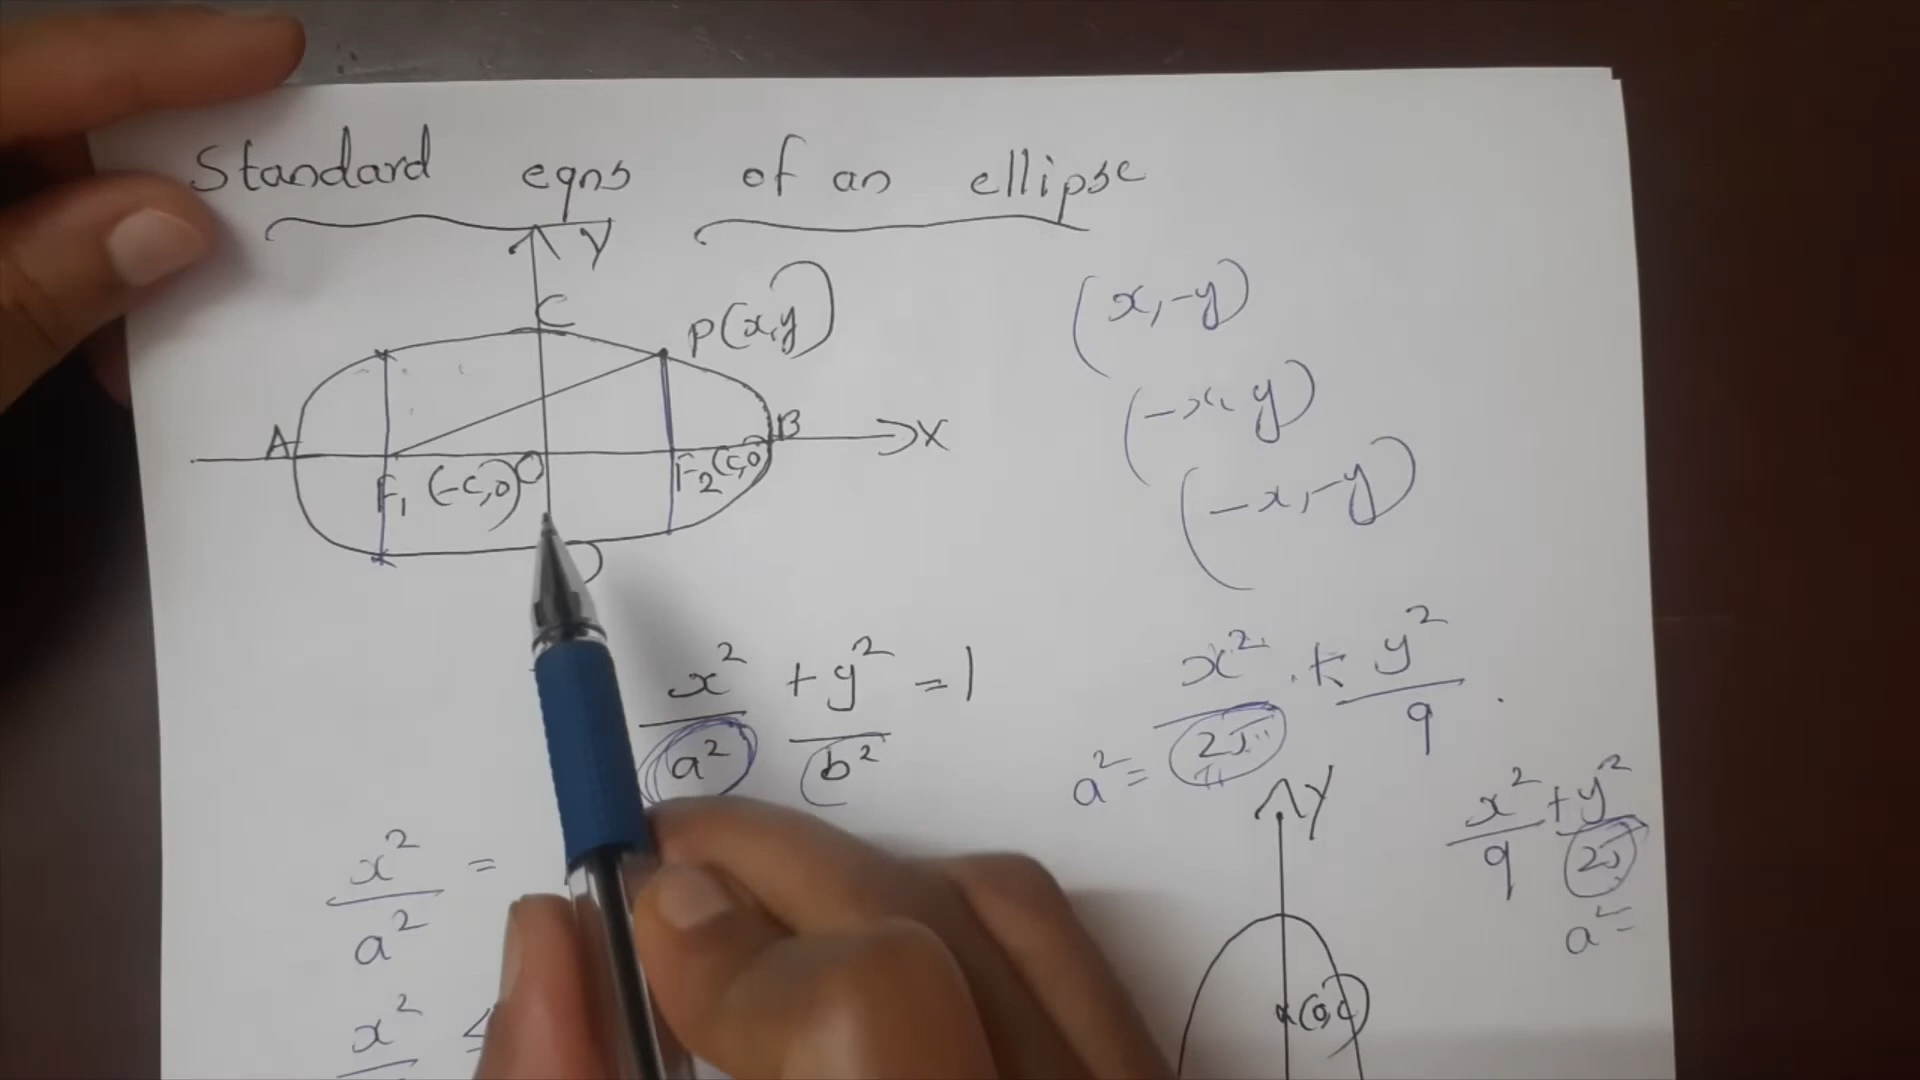 Standard eqns of an ellipse
Y
C
P(x,y)
A
B
X
F₁ (-c,0)
O
F₂(c,0)
(x,-y)
(-x, y)
(-x,-y)
x²/a² + y²/b² = 1
x²/25 + y²/9
a² =
x²/9 + y²/25
a² =
Y
(0,c)
x²/a² =
x² ≤